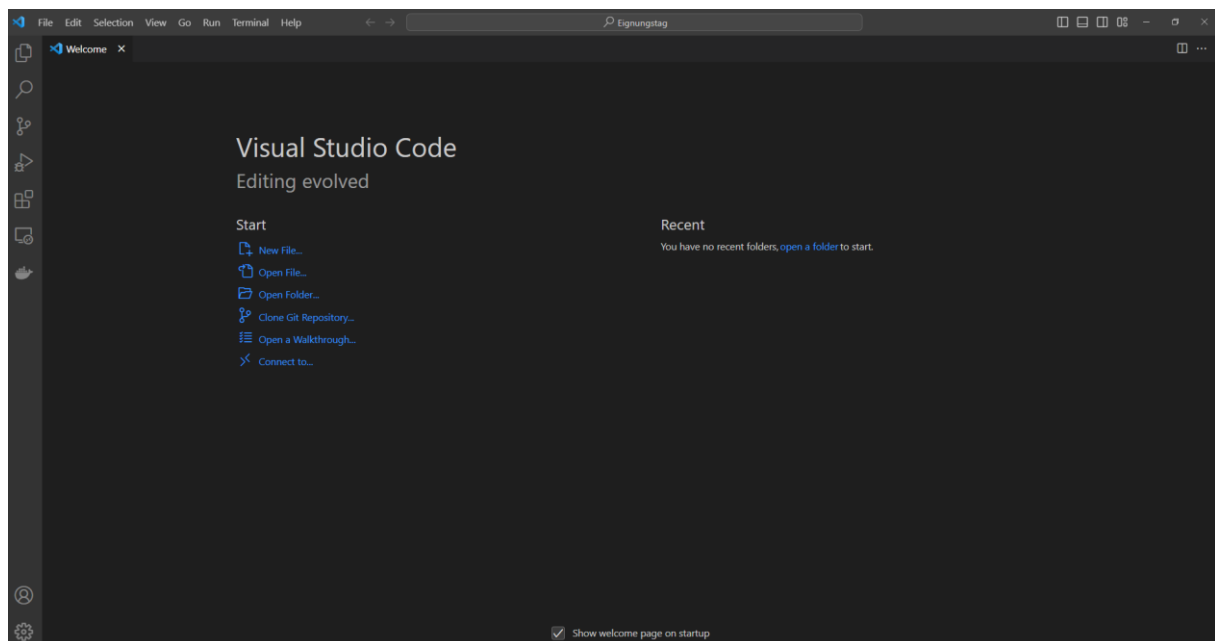 File Edit Selection View Go Run Terminal Help
Eignungstag
Welcome
Visual Studio Code
Editing evolved
Start
New File...
Open File...
Open Folder...
Clone Git Repository...
Open a Walkthrough...
Connect to...
Recent
You have no recent folders, open a folder to start.
Show welcome page on startup